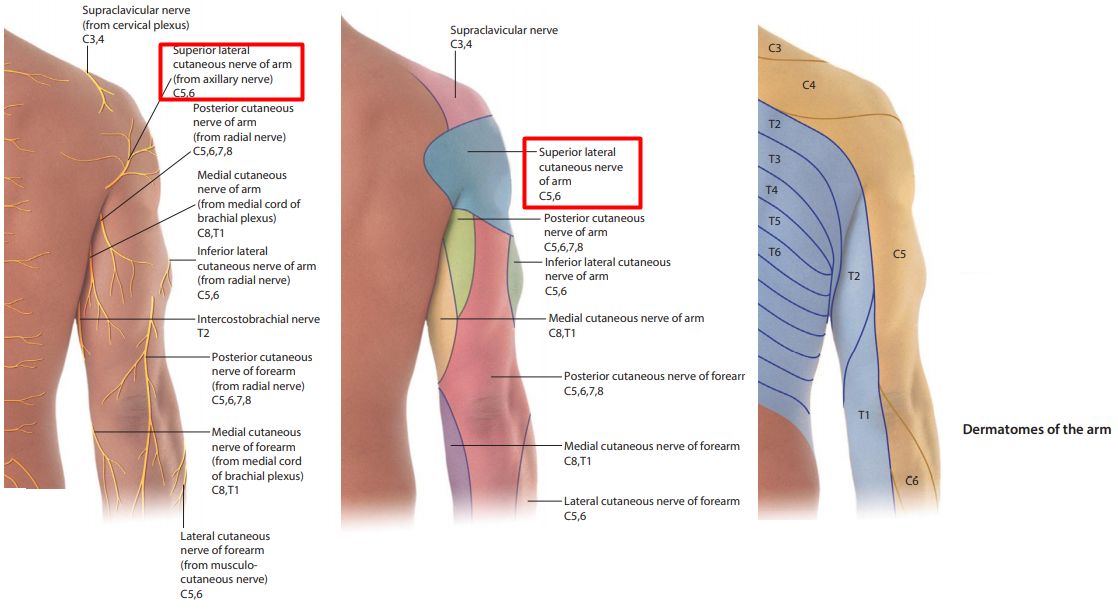 Supraclavicular nerve
(from cervical plexus)
C3,4
Superior lateral
cutaneous nerve of arm
(from axillary nerve)
C5,6
Posterior cutaneous
nerve of arm
(from radial nerve)
C5,6,7,8
Medial cutaneous
nerve of arm
(from medial cord of
brachial plexus)
C8,T1
Inferior lateral
cutaneous nerve of arm
(from radial nerve)
C5,6
Intercostobrachial nerve
T2
Posterior cutaneous
nerve of forearm
(from radial nerve)
C5,6,7,8
Medial cutaneous
nerve of forearm
(from medial cord
of brachial plexus)
C8,T1
Lateral cutaneous
nerve of forearm
(from musculo-
cutaneous nerve)
C5,6
Supraclavicular nerve
C3,4
Superior lateral
cutaneous nerve
of arm
C5,6
Posterior cutaneous
nerve of arm
C5,6,7,8
Inferior lateral cutaneous
nerve of arm
C5,6
Medial cutaneous nerve of arm
C8,T1
Posterior cutaneous nerve of forearr
C5,6,7,8
Medial cutaneous nerve of forearm
C8,T1
Lateral cutaneous nerve of forearm
C5,6
C3
C4
T2
T3
T4
T5
T6
C5
T2
T1
C6
Dermatomes of the arm